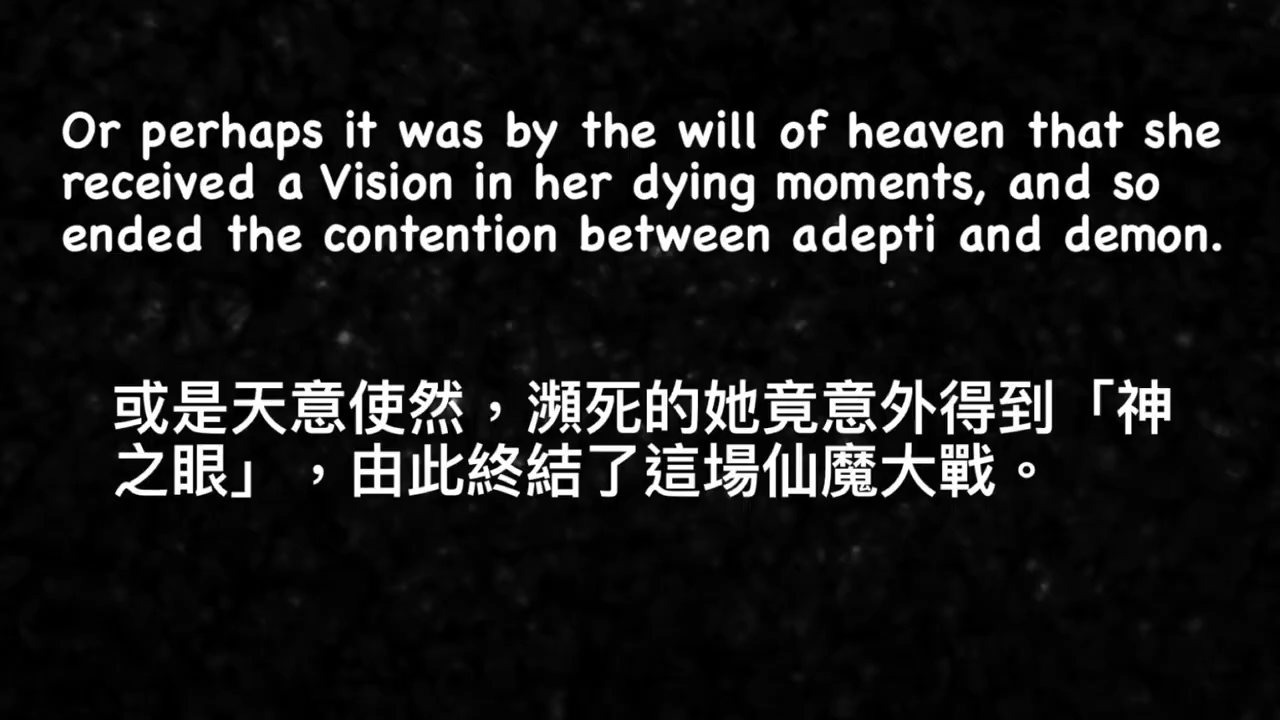 Or perhaps it was by the will of heaven that she
received a Vision in her dying moments, and so
ended the contention between adepti and demon.
或是天意使然，瀕死的她竟意外得到「神
之眼」，由此終結了這場仙魔大戰。